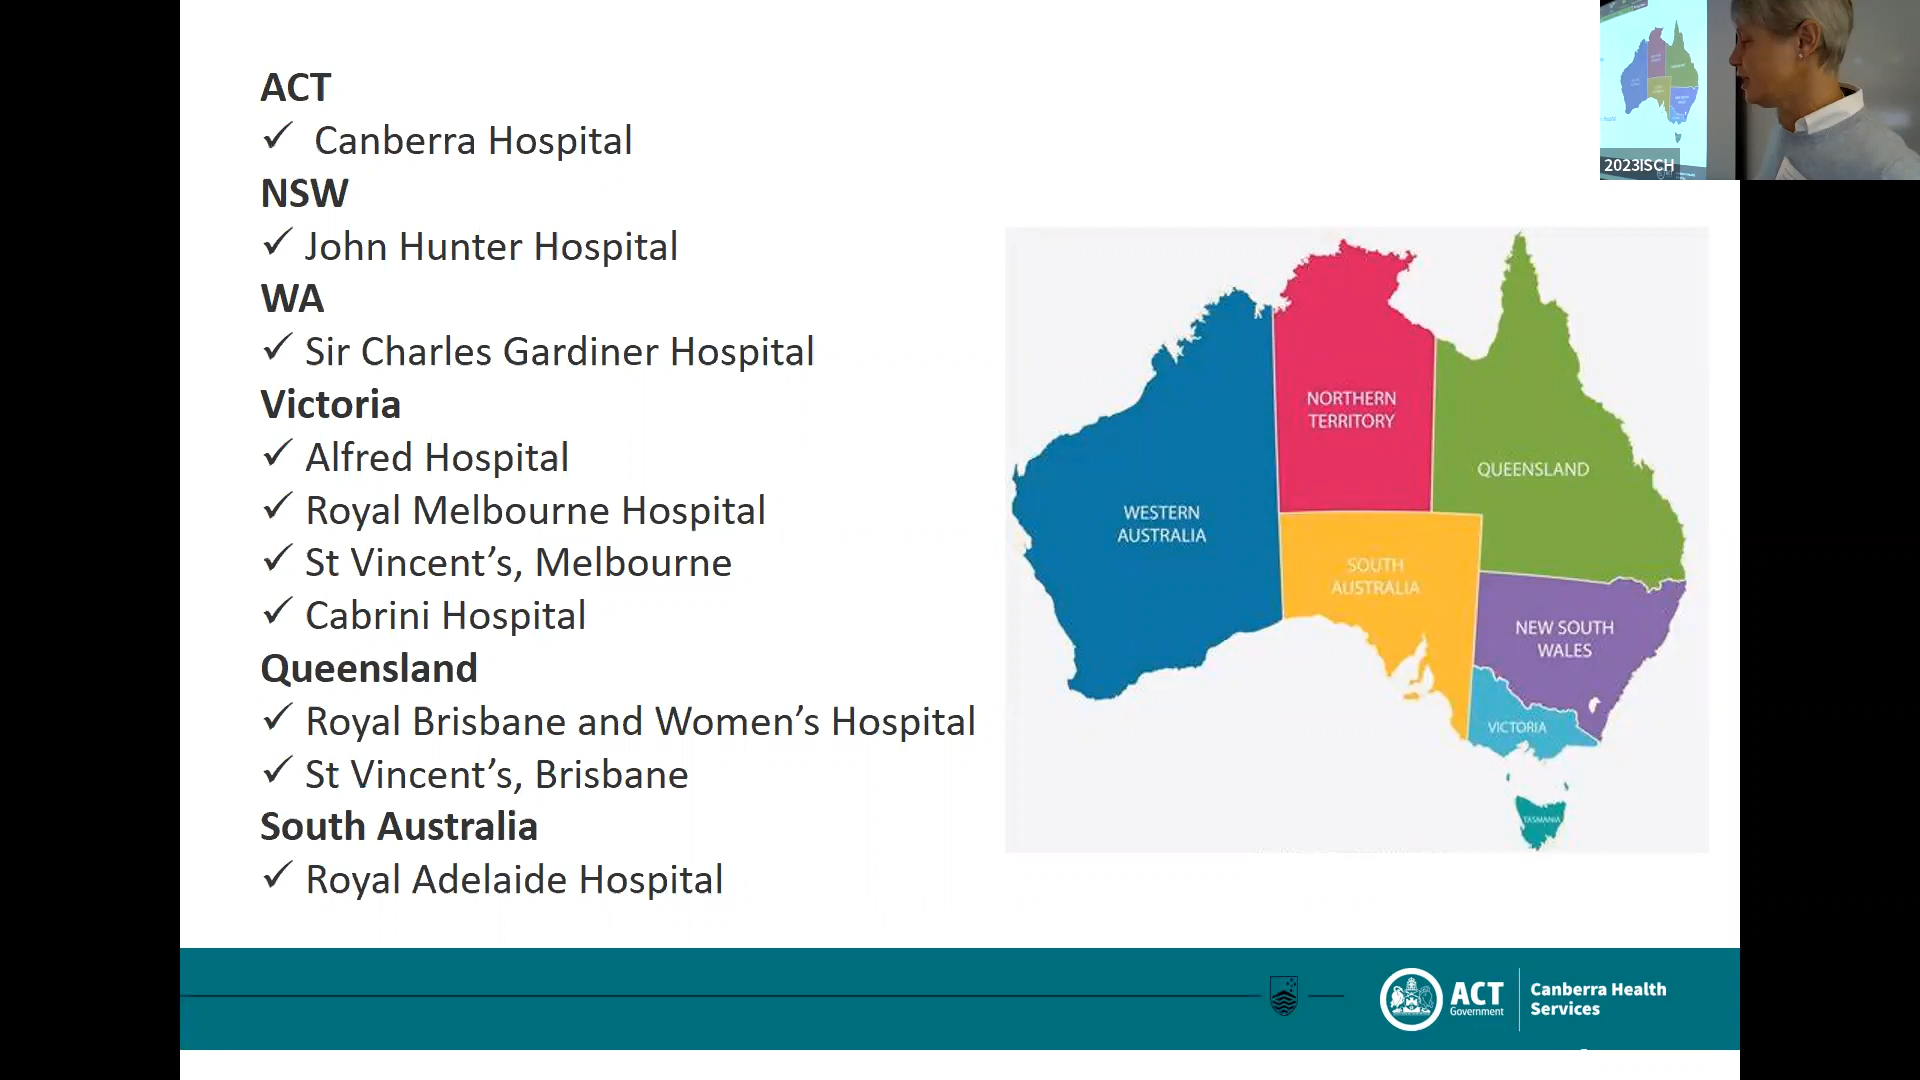 ACT
✓ Canberra Hospital
NSW
✓ John Hunter Hospital
WA
✓ Sir Charles Gardiner Hospital
Victoria
✓ Alfred Hospital
✓ Royal Melbourne Hospital
✓ St Vincent’s, Melbourne
✓ Cabrini Hospital
Queensland
✓ Royal Brisbane and Women’s Hospital
✓ St Vincent’s, Brisbane
South Australia
✓ Royal Adelaide Hospital
NORTHERN
TERRITORY
QUEENSLAND
WESTERN
AUSTRALIA
SOUTH
AUSTRALIA
NEW SOUTH
WALES
VICTORIA
TASMANIA
2023ISCH
ACT
Government
Canberra Health
Services